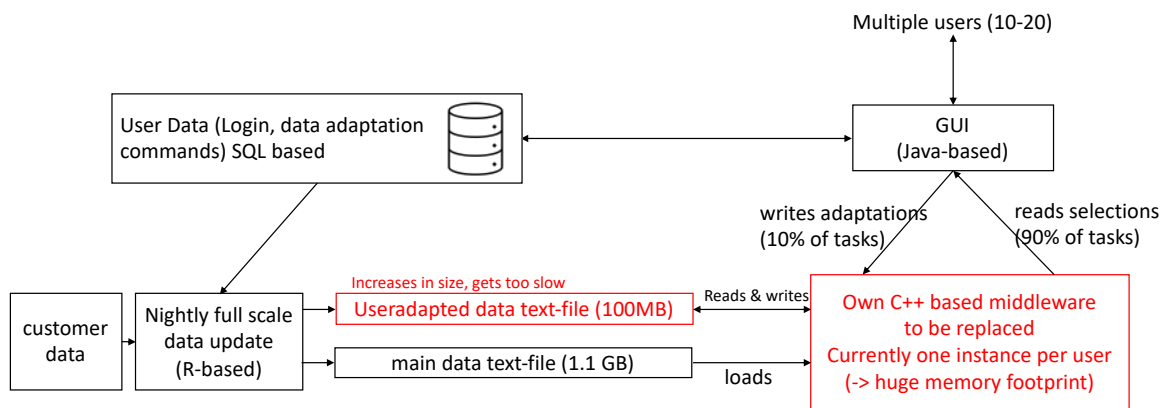 Multiple users (10-20)
User Data (Login, data adaptation
commands) SQL based
GUI
(Java-based)
writes adaptations
(10% of tasks)
reads selections
(90% of tasks)
Increases in size, gets too slow
customer
data
Nightly full scale
data update
(R-based)
Useradapted data text-file (100MB)
Reads & writes
main data text-file (1.1 GB)
loads
Own C++ based middleware
to be replaced
Currently one instance per user
(-> huge memory footprint)